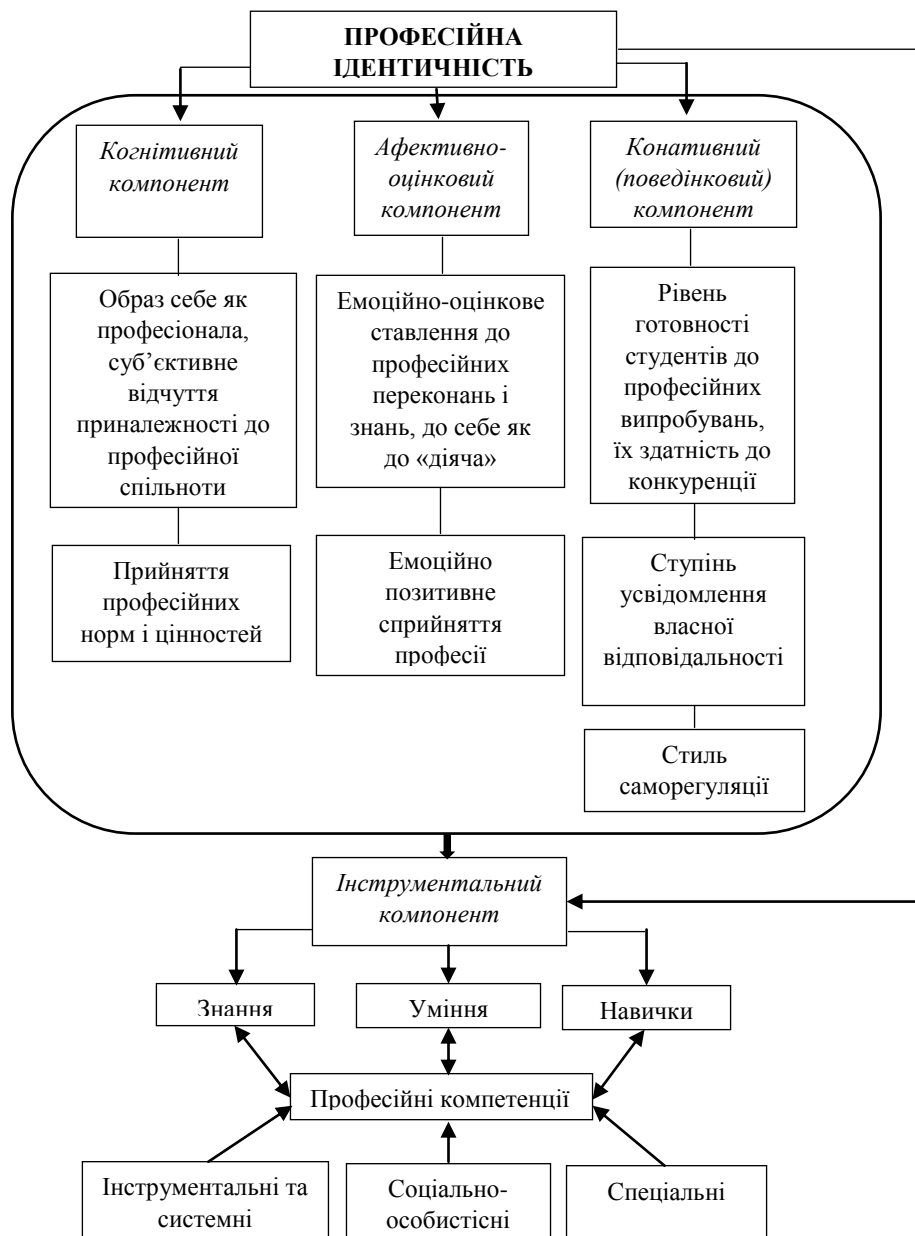 ПРОФЕСІЙНА
ІДЕНТИЧНІСТЬ
Когнітивний
компонент
Афективно-
оцінковий
компонент
Конативний
(поведінковий)
компонент
Образ себе як
професіонала,
суб’єктивне
відчуття
приналежності до
професійної
спільноти
Емоційно-оцінкове
ставлення до
професійних
переконань і
знань, до себе як
до «діяча»
Рівень
готовності
студентів до
професійних
випробувань,
їх здатність до
конкуренції
Прийняття
професійних
норм і цінностей
Емоційно
позитивне
сприйняття
професії
Ступінь
усвідомлення
власної
відповідальності
Стиль
саморегуляції
Інструментальний
компонент
Знання
Уміння
Навички
Професійні компетенції
Інструментальні та
системні
Соціально-
особистісні
Спеціальні